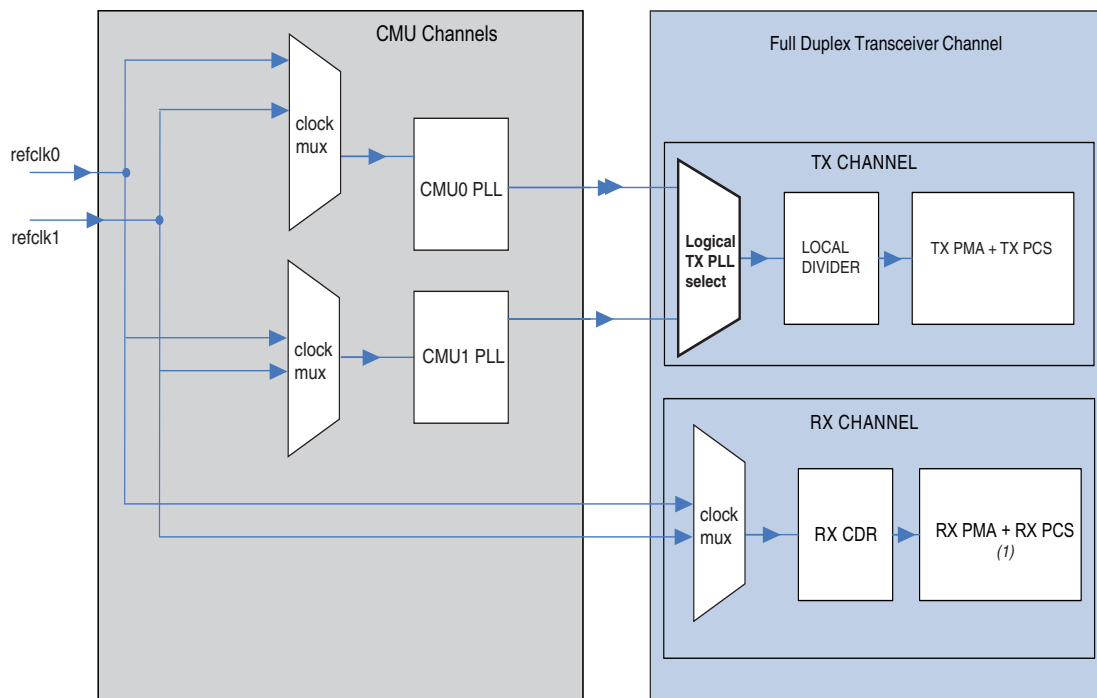 CMU Channels
Full Duplex Transceiver Channel
refclk0
refclk1
clock
mux
CMU0 PLL
clock
mux
CMU1 PLL
TX CHANNEL
Logical
TX PLL
select
LOCAL
DIVIDER
TX PMA + TX PCS
RX CHANNEL
clock
mux
RX CDR
RX PMA + RX PCS
(1)